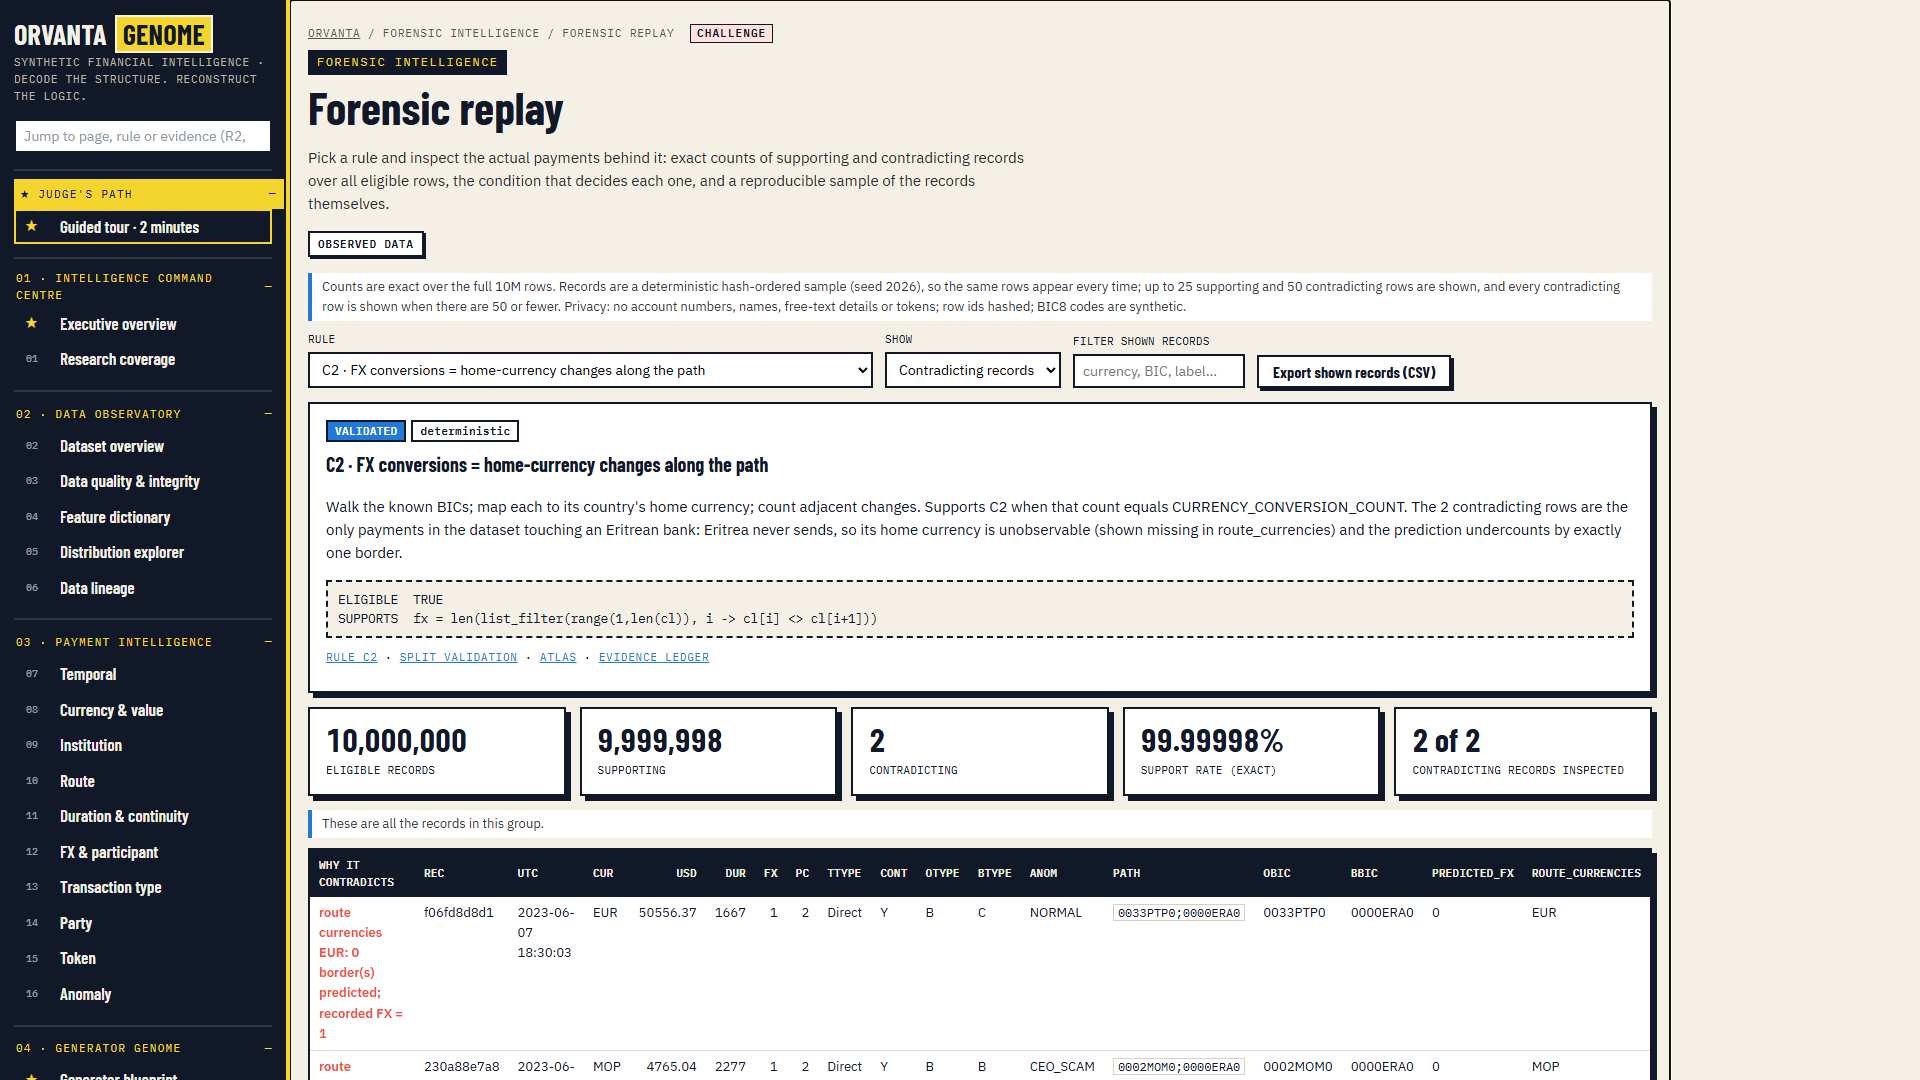 ORVANTA GENOME
SYNTHETIC FINANCIAL INTELLIGENCE ·
DECODE THE STRUCTURE. RECONSTRUCT
THE LOGIC.
Jump to page, rule or evidence (R2,
★ JUDGE'S PATH −
★ Guided tour · 2 minutes
01 · INTELLIGENCE COMMAND
CENTRE −
★ Executive overview
01 Research coverage
02 · DATA OBSERVATORY −
02 Dataset overview
03 Data quality & integrity
04 Feature dictionary
05 Distribution explorer
06 Data lineage
03 · PAYMENT INTELLIGENCE −
07 Temporal
08 Currency & value
09 Institution
10 Route
11 Duration & continuity
12 FX & participant
13 Transaction type
14 Party
15 Token
16 Anomaly
04 · GENERATOR GENOME −
★ Generator blueprint
ORVANTA / FORENSIC INTELLIGENCE / FORENSIC REPLAY CHALLENGE
FORENSIC INTELLIGENCE
Forensic replay
Pick a rule and inspect the actual payments behind it: exact counts of supporting and contradicting records
over all eligible rows, the condition that decides each one, and a reproducible sample of the records
themselves.
OBSERVED DATA
Counts are exact over the full 10M rows. Records are a deterministic hash-ordered sample (seed 2026), so the same rows appear every time; up to 25 supporting and 50 contradicting rows are shown, and every contradicting
row is shown when there are 50 or fewer. Privacy: no account numbers, names, free-text details or tokens; row ids hashed; BIC8 codes are synthetic.
RULE SHOW FILTER SHOWN RECORDS
C2 · FX conversions = home-currency changes along the path Contradicting records currency, BIC, label... Export shown records (CSV)
VALIDATED deterministic
C2 · FX conversions = home-currency changes along the path
Walk the known BICs; map each to its country's home currency; count adjacent changes. Supports C2 when that count equals CURRENCY_CONVERSION_COUNT. The 2 contradicting rows are the
only payments in the dataset touching an Eritrean bank: Eritrea never sends, so its home currency is unobservable (shown missing in route_currencies) and the prediction undercounts by exactly
one border.
ELIGIBLE TRUE
SUPPORTS fx = len(list_filter(range(1,len(cl)), i -> cl[i] <> cl[i+1]))
RULE C2 · SPLIT VALIDATION · ATLAS · EVIDENCE LEDGER
10,000,000 9,999,998 2 99.99998% 2 of 2
ELIGIBLE RECORDS SUPPORTING CONTRADICTING SUPPORT RATE (EXACT) CONTRADICTING RECORDS INSPECTED
These are all the records in this group.
WHY IT
CONTRADICTS REC UTC CUR USD DUR FX PC TTYPE CONT OTYPE BTYPE ANOM PATH OBIC BBIC PREDICTED_FX ROUTE_CURRENCIES
route f06fd8d8d1 2023-06- EUR 50556.37 1667 1 2 Direct Y B C NORMAL 0033PTP0;0000ERA0 0033PTP0 0000ERA0 0 EUR
currencies 07
EUR: 0 18:30:03
border(s)
predicted;
recorded FX =
1
route 230a88e7a8 2023-06- MOP 4765.04 2277 1 2 Direct Y B B CEO_SCAM 0002MOM0;0000ERA0 0002MOM0 0000ERA0 0 MOP